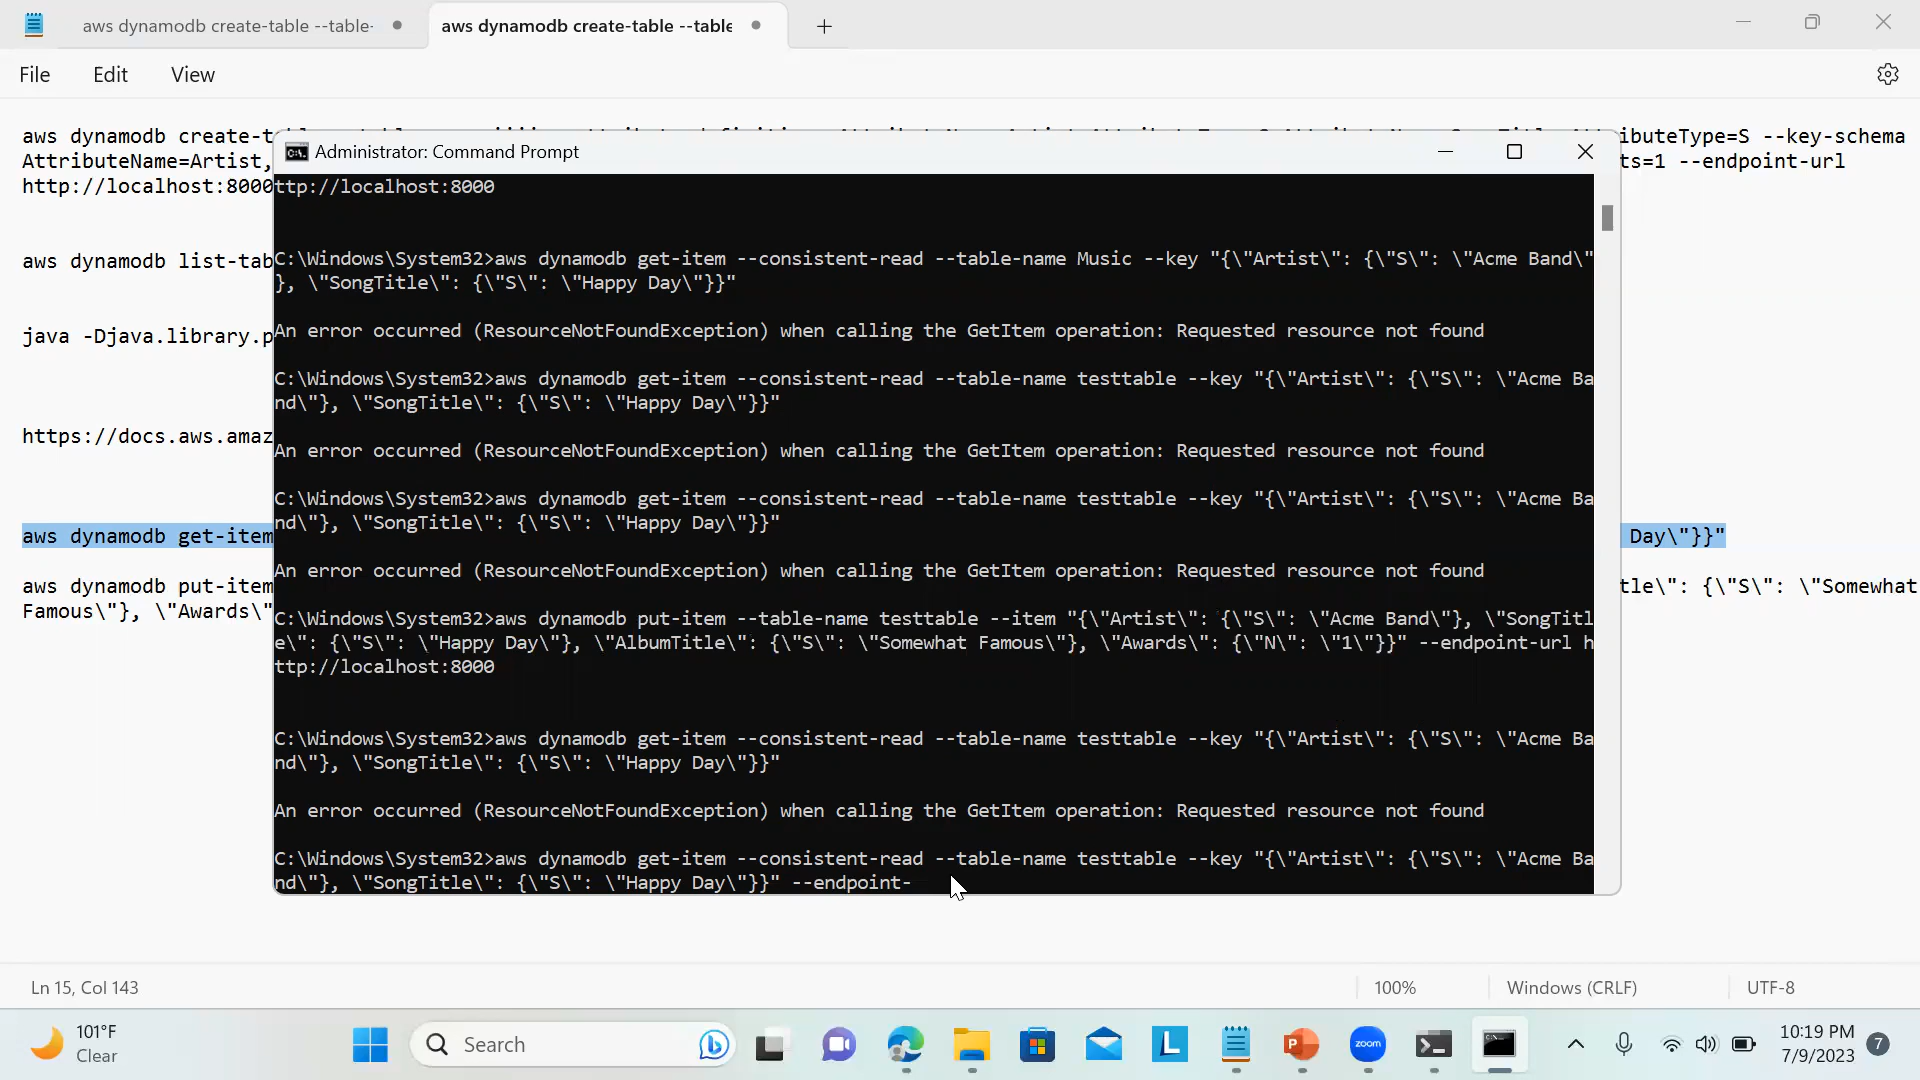 aws dynamodb create-table --table-
aws dynamodb create-table --table
File
Edit
View
aws dynamodb create-t
ibuteType=S --key-schema
AttributeName=Artist,
ts=1 --endpoint-url
http://localhost:8000
aws dynamodb list-tab
java -Djava.library.p
https://docs.aws.amaz
aws dynamodb get-item
Day\"}}"
aws dynamodb put-item
tle\": {\"S\": \"Somewhat
Famous\"}, \"Awards\"
Administrator: Command Prompt
ttp://localhost:8000
C:\Windows\System32>aws dynamodb get-item --consistent-read --table-name Music --key "{\"Artist\": {\"S\": \"Acme Band\"
}, \"SongTitle\": {\"S\": \"Happy Day\"}}"
An error occurred (ResourceNotFoundException) when calling the GetItem operation: Requested resource not found
C:\Windows\System32>aws dynamodb get-item --consistent-read --table-name testtable --key "{\"Artist\": {\"S\": \"Acme Ba
nd\"}, \"SongTitle\": {\"S\": \"Happy Day\"}}"
An error occurred (ResourceNotFoundException) when calling the GetItem operation: Requested resource not found
C:\Windows\System32>aws dynamodb get-item --consistent-read --table-name testtable --key "{\"Artist\": {\"S\": \"Acme Ba
nd\"}, \"SongTitle\": {\"S\": \"Happy Day\"}}"
An error occurred (ResourceNotFoundException) when calling the GetItem operation: Requested resource not found
C:\Windows\System32>aws dynamodb put-item --table-name testtable --item "{\"Artist\": {\"S\": \"Acme Band\"}, \"SongTitl
e\": {\"S\": \"Happy Day\"}, \"AlbumTitle\": {\"S\": \"Somewhat Famous\"}, \"Awards\": {\"N\": \"1\"}}" --endpoint-url h
ttp://localhost:8000
C:\Windows\System32>aws dynamodb get-item --consistent-read --table-name testtable --key "{\"Artist\": {\"S\": \"Acme Ba
nd\"}, \"SongTitle\": {\"S\": \"Happy Day\"}}"
An error occurred (ResourceNotFoundException) when calling the GetItem operation: Requested resource not found
C:\Windows\System32>aws dynamodb get-item --consistent-read --table-name testtable --key "{\"Artist\": {\"S\": \"Acme Ba
nd\"}, \"SongTitle\": {\"S\": \"Happy Day\"}}" --endpoint-
Ln 15, Col 143
100%
Windows (CRLF)
UTF-8
101°F
Clear
Search
L
zoom
10:19 PM
7/9/2023
7